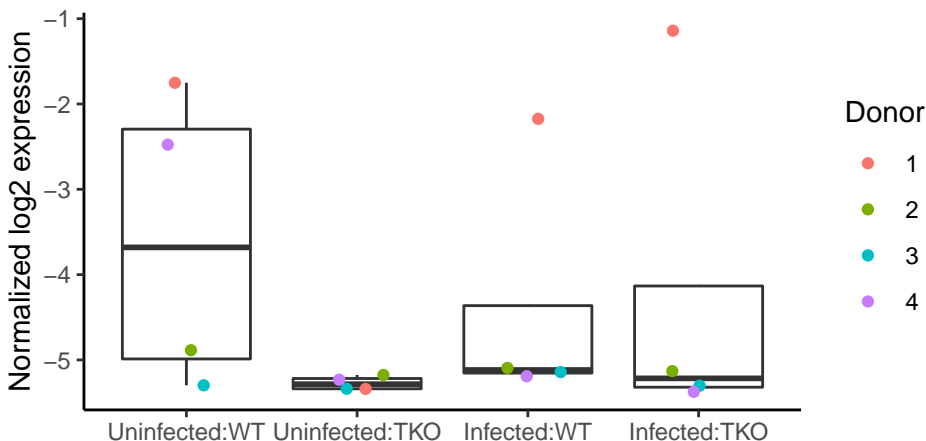 Normalized log2 expression
−1
−2
−3
−4
−5
Uninfected:WT
Uninfected:TKO
Infected:WT
Infected:TKO
Donor
1
2
3
4